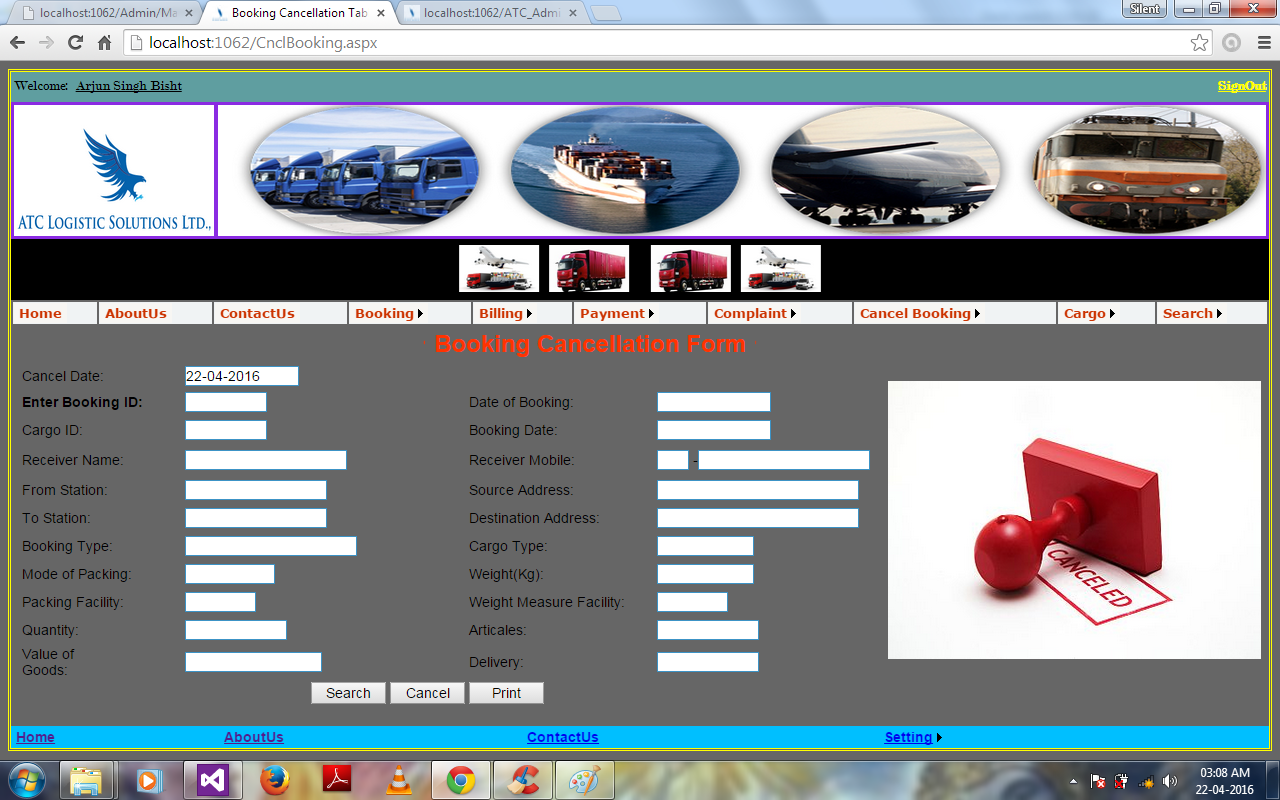 localhost:1062/Admin/Ma
Booking Cancellation Tab
localhost:1062/ATC_Admi
Silent
localhost:1062/CnclBooking.aspx
Welcome: Arjun Singh Bisht
SignOut
ATC LOGISTIC SOLUTIONS LTD.,
Home AboutUs ContactUs Booking Billing Payment Complaint Cancel Booking Cargo Search
Booking Cancellation Form
Cancel Date: 22-04-2016
Enter Booking ID: Date of Booking:
Cargo ID: Booking Date:
Receiver Name: Receiver Mobile: -
From Station: Source Address:
To Station: Destination Address:
Booking Type: Cargo Type:
Mode of Packing: Weight(Kg):
Packing Facility: Weight Measure Facility:
Quantity: Articales:
Value of
Goods: Delivery:
CANCELED
Search Cancel Print
Home AboutUs ContactUs Setting
03:08 AM
22-04-2016